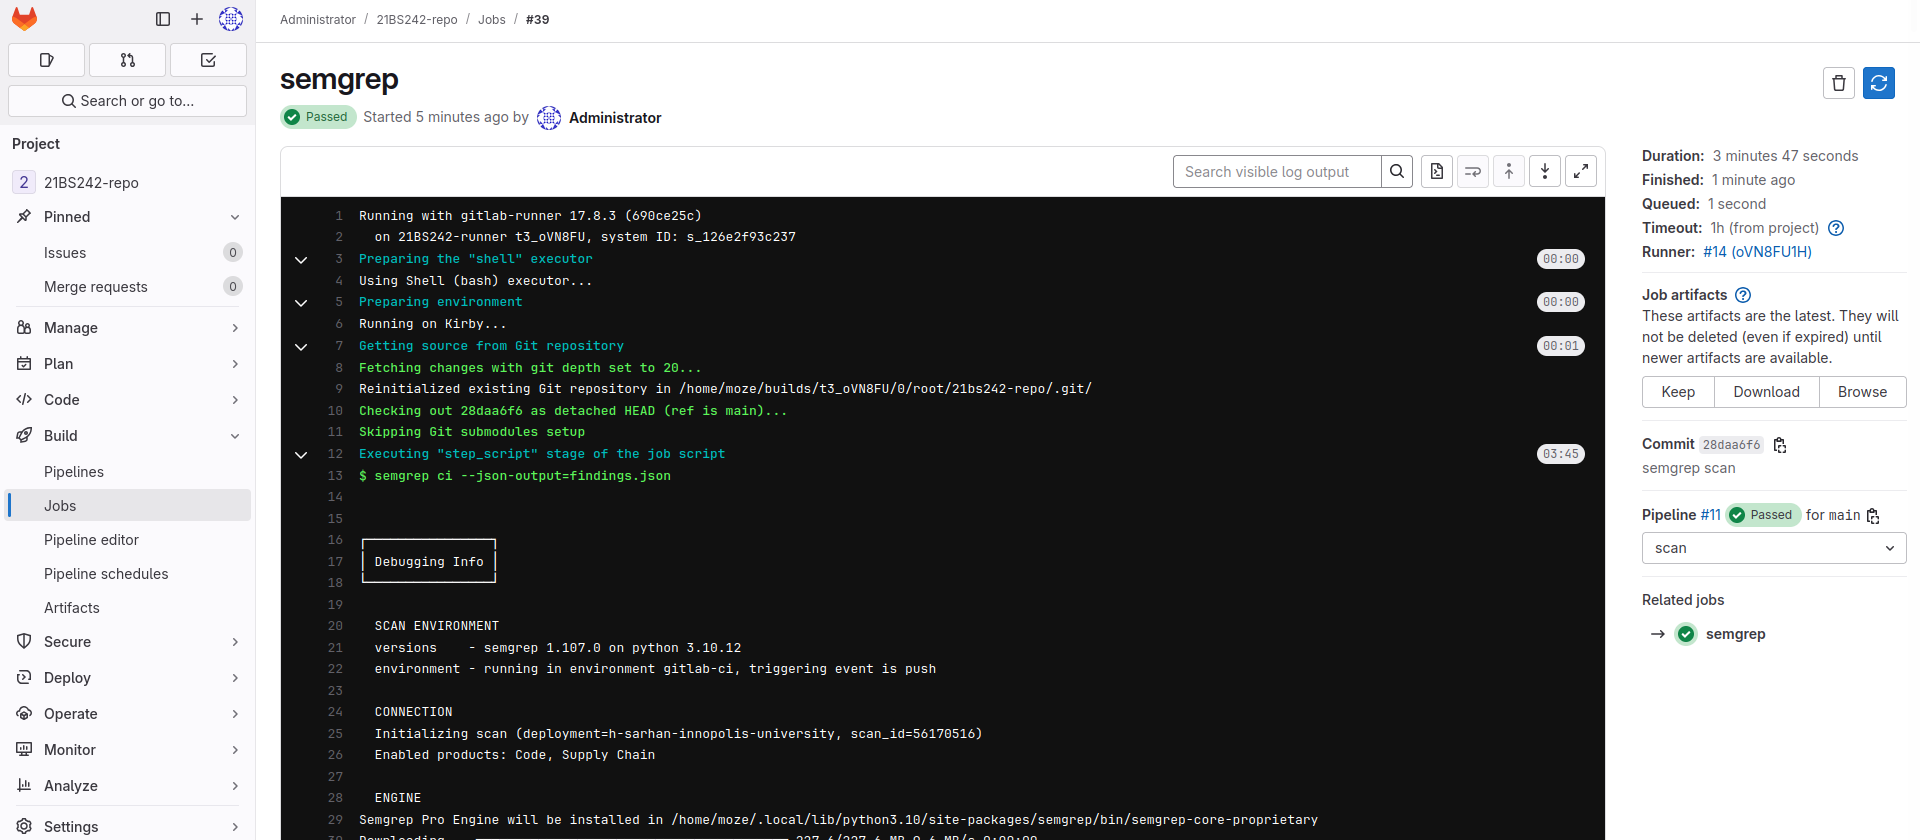 Administrator / 21BS242-repo / Jobs / #39
Search or go to...
Project
2 21BS242-repo
Pinned
Issues 0
Merge requests 0
Manage
Plan
Code
Build
Pipelines
Jobs
Pipeline editor
Pipeline schedules
Artifacts
Secure
Deploy
Operate
Monitor
Analyze
Settings
semgrep
Passed Started 5 minutes ago by Administrator
Search visible log output
1 Running with gitlab-runner 17.8.3 (690ce25c)
2 on 21BS242-runner t3_oVN8FU, system ID: s_126e2f93c237
3 Preparing the "shell" executor 00:00
4 Using Shell (bash) executor...
5 Preparing environment 00:00
6 Running on Kirby...
7 Getting source from Git repository 00:01
8 Fetching changes with git depth set to 20...
9 Reinitialized existing Git repository in /home/moze/builds/t3_oVN8FU/0/root/21bs242-repo/.git/
10 Checking out 28daa6f6 as detached HEAD (ref is main)...
11 Skipping Git submodules setup
12 Executing "step_script" stage of the job script 03:45
13 $ semgrep ci --json-output=findings.json
14
15
16
17 Debugging Info
18
19
20 SCAN ENVIRONMENT
21 versions - semgrep 1.107.0 on python 3.10.12
22 environment - running in environment gitlab-ci, triggering event is push
23
24 CONNECTION
25 Initializing scan (deployment=h-sarhan-innopolis-university, scan_id=56170516)
26 Enabled products: Code, Supply Chain
27
28 ENGINE
29 Semgrep Pro Engine will be installed in /home/moze/.local/lib/python3.10/site-packages/semgrep/bin/semgrep-core-proprietary
Duration: 3 minutes 47 seconds
Finished: 1 minute ago
Queued: 1 second
Timeout: 1h (from project)
Runner: #14 (oVN8FU1H)
Job artifacts
These artifacts are the latest. They will
not be deleted (even if expired) until
newer artifacts are available.
Keep Download Browse
Commit 28daa6f6
semgrep scan
Pipeline #11 Passed for main
scan
Related jobs
semgrep